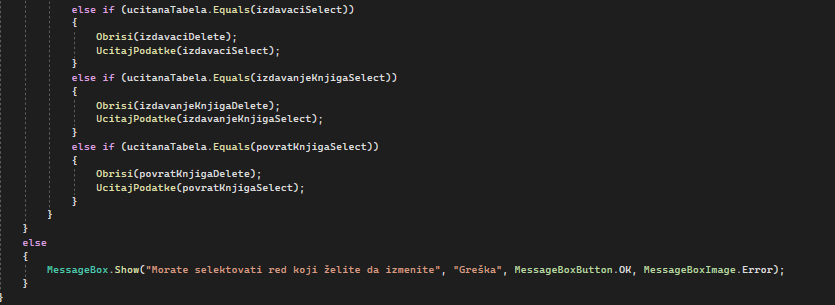 else if (ucitanaTabela.Equals(izdavaciSelect))
{
Obrisi(izdavaciDelete);
UcitajPodatke(izdavaciSelect);
}
else if (ucitanaTabela.Equals(izdavanjeKnjigaSelect))
{
Obrisi(izdavanjeKnjigaDelete);
UcitajPodatke(izdavanjeKnjigaSelect);
}
else if (ucitanaTabela.Equals(povratKnjigaSelect))
{
Obrisi(povratKnjigaDelete);
UcitajPodatke(povratKnjigaSelect);
}
}
}
else
{
MessageBox.Show("Morate selektovati red koji želite da izmenite", "Greška", MessageBoxButton.OK, MessageBoxImage.Error);
}
}